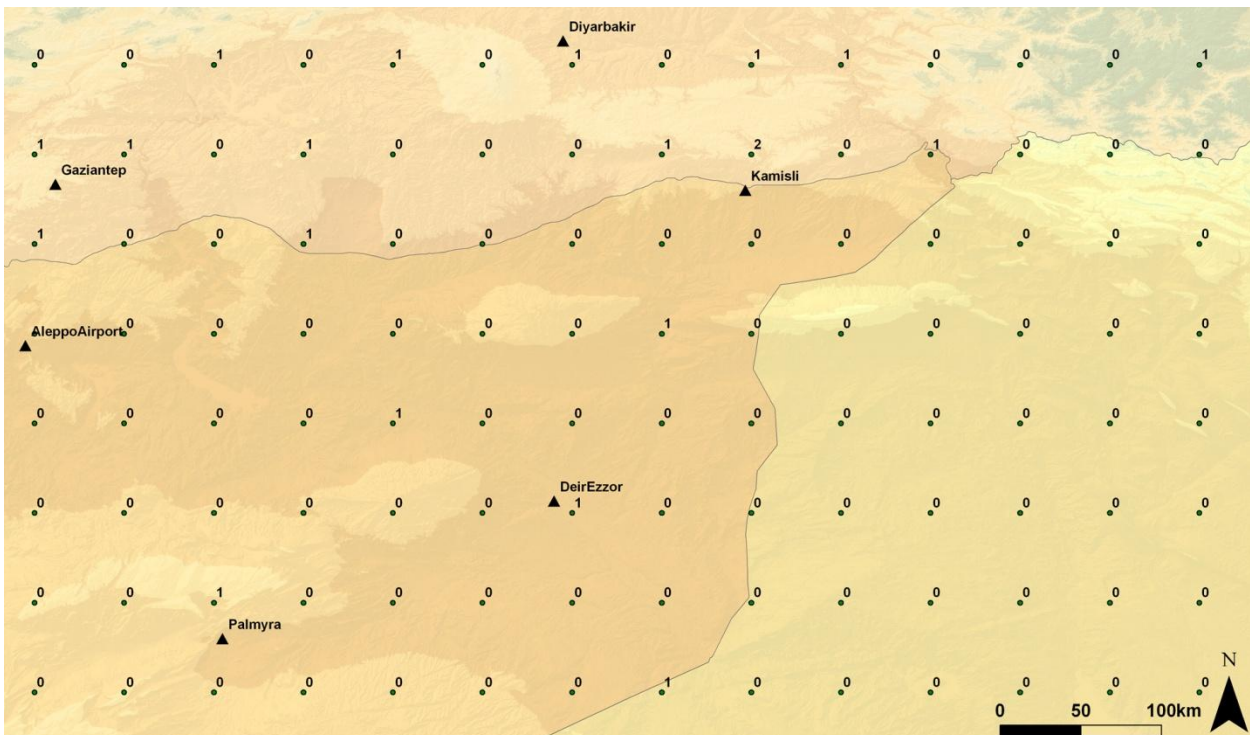 Diyarbakir
0 0 1 0 1 0 1 0 1 1 0 0 0 1
1 1 0 1 0 0 0 1 2 0 1 0 0 0
Gaziantep
Kamisli
1 0 0 1 0 0 0 0 0 0 0 0 0 0
AleppoAirport 0 0 0 0 0 0 1 0 0 0 0 0 0
0 0 0 0 1 0 0 0 0 0 0 0 0 0
DeirEzzor
0 0 0 0 0 0 1 0 0 0 0 0 0 0
0 0 1 0 0 0 0 0 0 0 0 0 0 0
Palmyra
N
0 0 0 0 0 0 0 1 0 0 0 0 0 0
0 50 100km